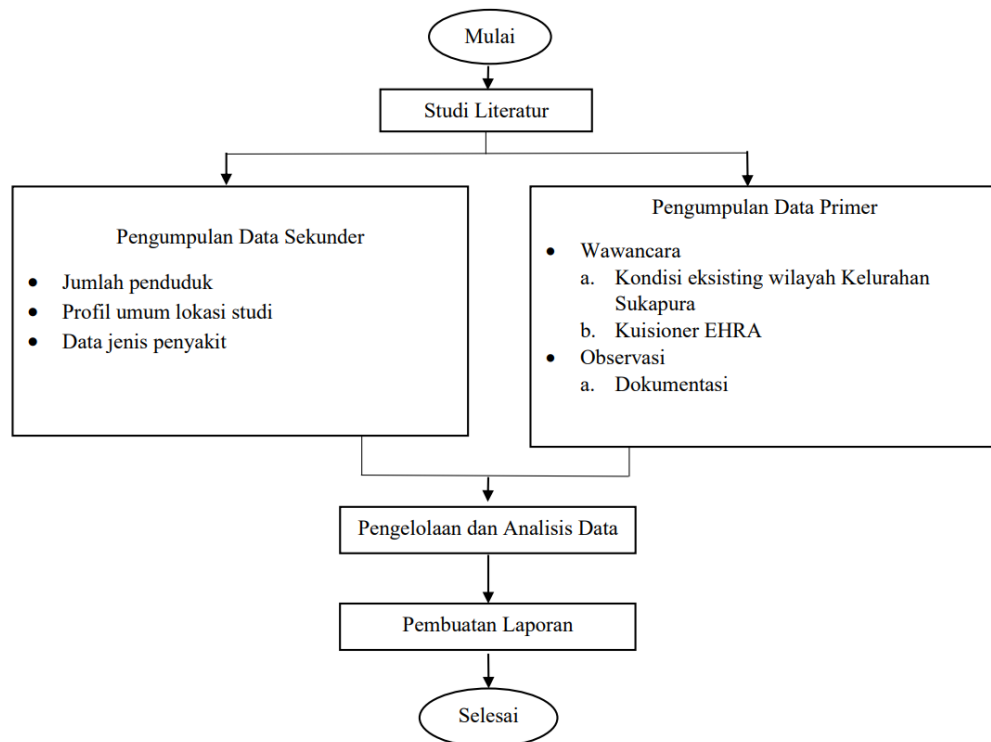 Mulai
Studi Literatur
Pengumpulan Data Sekunder
• Jumlah penduduk
• Profil umum lokasi studi
• Data jenis penyakit
Pengumpulan Data Primer
• Wawancara
a. Kondisi eksisting wilayah Kelurahan
Sukapura
b. Kuisioner EHRA
• Observasi
a. Dokumentasi
Pengelolaan dan Analisis Data
Pembuatan Laporan
Selesai